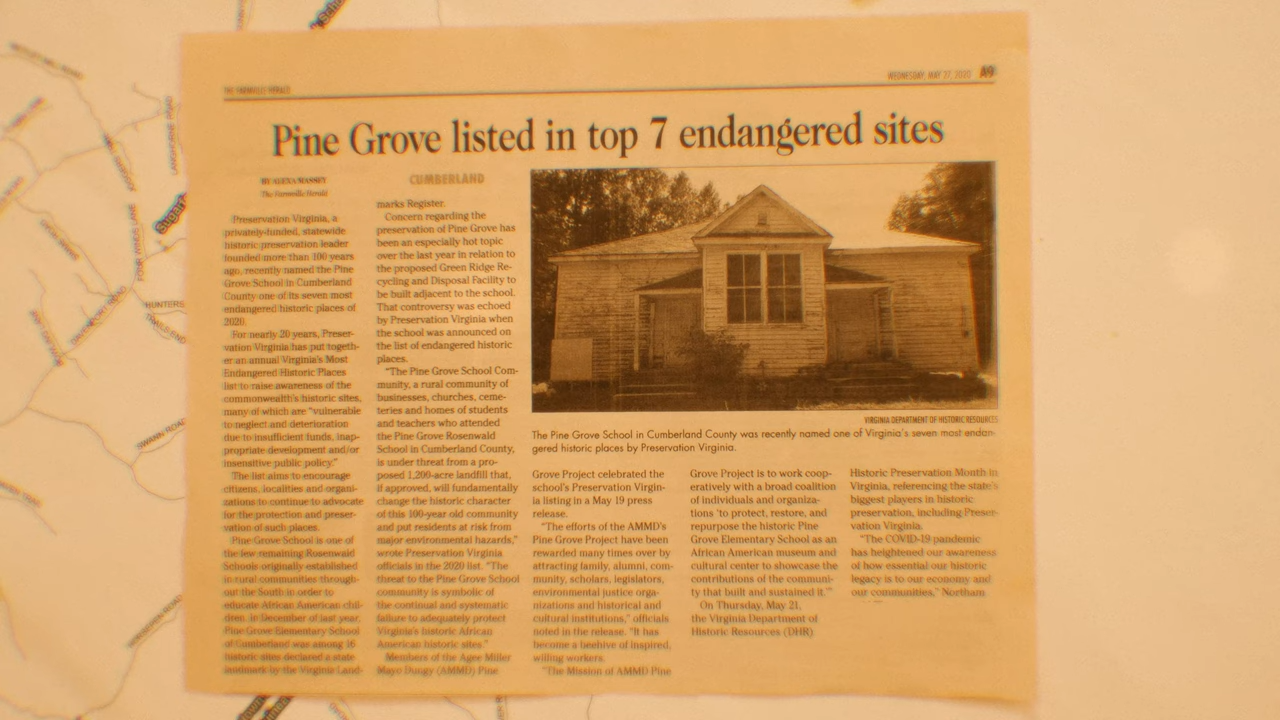 THE FARMVILLE HERALD
WEDNESDAY, MAY 27, 2020 A9
Pine Grove listed in top 7 endangered sites
BY ALEXA MASSEY
The Farmville Herald
Preservation Virginia, a
privately-funded, statewide
historic preservation leader
founded more than 100 years
ago, recently named the Pine
Grove School in Cumberland
County one of its seven most
endangered historic places of
2020.
For nearly 20 years, Preser-
vation Virginia has put togeth-
er an annual Virginia's Most
Endangered Historic Places
list to raise awareness of the
commonwealth's historic sites,
many of which are "vulnerable
to neglect and deterioration
due to insufficient funds, inap-
propriate development and/or
insensitive public policy."
The list aims to encourage
citizens, localities and organi-
zations to continue to advocate
for the protection and preser-
vation of such places.
Pine Grove School is one of
the few remaining Rosenwald
Schools originally established
in rural communities through-
out the South in order to
educate African American chil-
dren. In December of last year,
Pine Grove Elementary School
of Cumberland was among 16
historic sites declared a state
landmark by the Virginia Land-
CUMBERLAND
marks Register.
Concern regarding the
preservation of Pine Grove has
been an especially hot topic
over the last year in relation to
the proposed Green Ridge Re-
cycling and Disposal Facility to
be built adjacent to the school.
That controversy was echoed
by Preservation Virginia when
the school was announced on
the list of endangered historic
places.
"The Pine Grove School Com-
munity, a rural community of
businesses, churches, ceme-
teries and homes of students
and teachers who attended
the Pine Grove Rosenwald
School in Cumberland County,
is under threat from a pro-
posed 1,200-acre landfill that,
if approved, will fundamentally
change the historic character
of this 100-year old community
and put residents at risk from
major environmental hazards,"
wrote Preservation Virginia
officials in the 2020 list. "The
threat to the Pine Grove School
community is symbolic of
the continual and systematic
failure to adequately protect
Virginia's historic African
American historic sites."
Members of the Agee Miller
Mayo Dungy (AMMD) Pine
VIRGINIA DEPARTMENT OF HISTORIC RESOURCES
The Pine Grove School in Cumberland County was recently named one of Virginia's seven most endan-
gered historic places by Preservation Virginia.
Grove Project celebrated the
school's Preservation Virgin-
ia listing in a May 19 press
release.
"The efforts of the AMMD's
Pine Grove Project have been
rewarded many times over by
attracting family, alumni, com-
munity, scholars, legislators,
environmental justice orga-
nizations and historical and
cultural institutions," officials
noted in the release. "It has
become a beehive of inspired,
willing workers.
"The Mission of AMMD Pine
Grove Project is to work coop-
eratively with a broad coalition
of individuals and organiza-
tions 'to protect, restore, and
repurpose the historic Pine
Grove Elementary School as an
African American museum and
cultural center to showcase the
contributions of the communi-
ty that built and sustained it.'"
On Thursday, May 21,
the Virginia Department of
Historic Resources (DHR)
Historic Preservation Month in
Virginia, referencing the state's
biggest players in historic
preservation, including Preser-
vation Virginia.
"The COVID-19 pandemic
has heightened our awareness
of how essential our historic
legacy is to our economy and
our communities," Northam
LANGHORNE ROAD
FOUR WINDS LANE
Sugar
HUNTERS
TRAILS END
SWANN ROAD